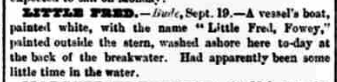 LITTLE FRED.—Bude, Sept. 19.—A vessel's boat,
painted white, with the name "Little Fred, Fowey,"
painted outside the stern, washed ashore here to-day at
the back of the breakwater. Had apparently been some
little time in the water.